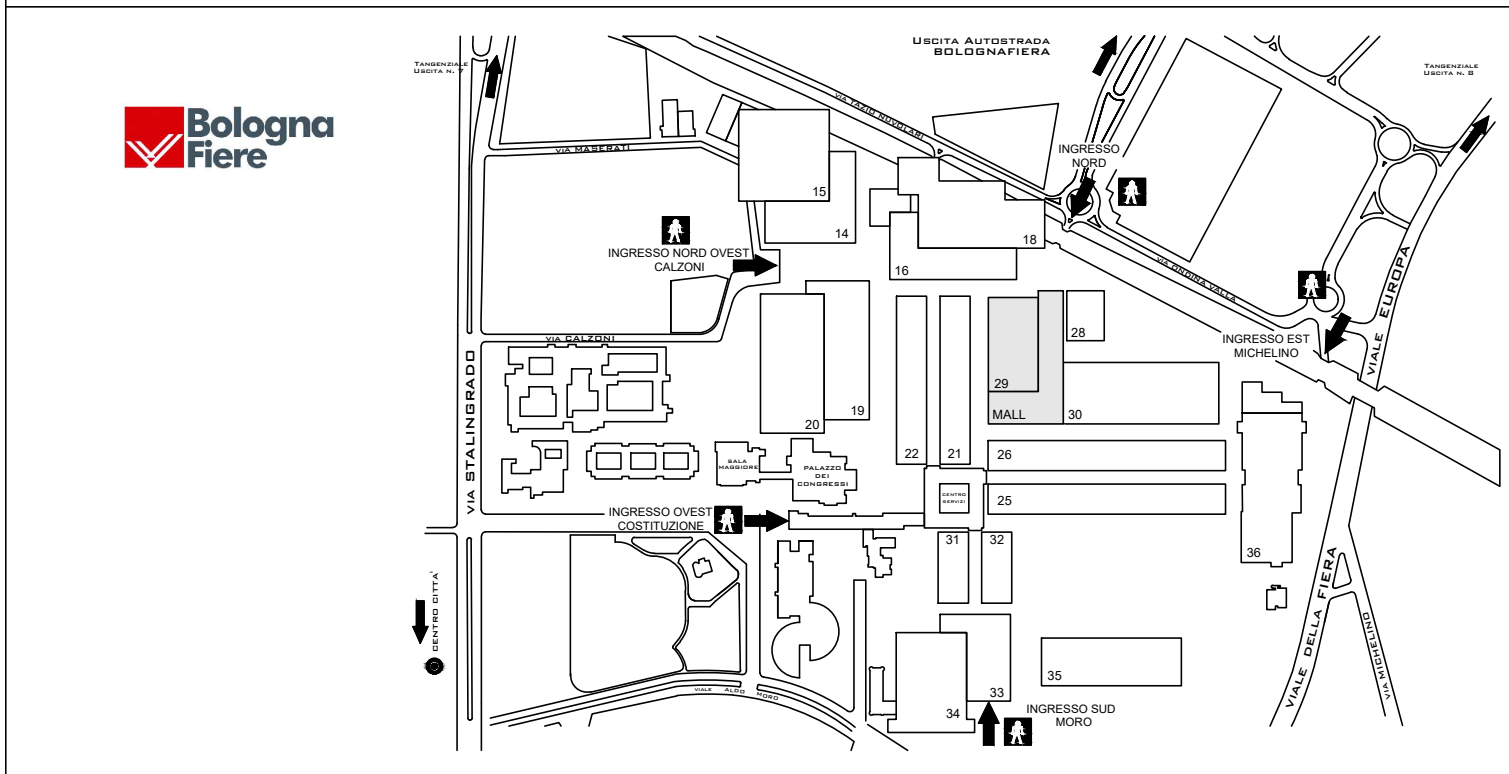 Bologna
Fiere
USCITA AUTOSTRADA
BOLOGNAFIERA
TANGENZIALE
USCITA N. 7
TANGENZIALE
USCITA N. 8
VIA TAZIO NUVOLARI
VIA MASERATI
INGRESSO
NORD
15
14
18
16
INGRESSO NORD OVEST
CALZONI
VIA ONDINA VALLA
VIALE EUROPA
28
INGRESSO EST
MICHELINO
VIA CALZONI
VIA STALINGRADO
29
MALL
30
19
20
22
21
26
SALA
MAGGIORE
PALAZZO
DEI
CONGRESSI
CENTRO
SERVIZI
25
INGRESSO OVEST
COSTITUZIONE
31
32
36
CENTRO CITTA'
VIALE DELLA FIERA
VIA MICHELINO
35
33
34
VIALE ALDO MORO
INGRESSO SUD
MORO